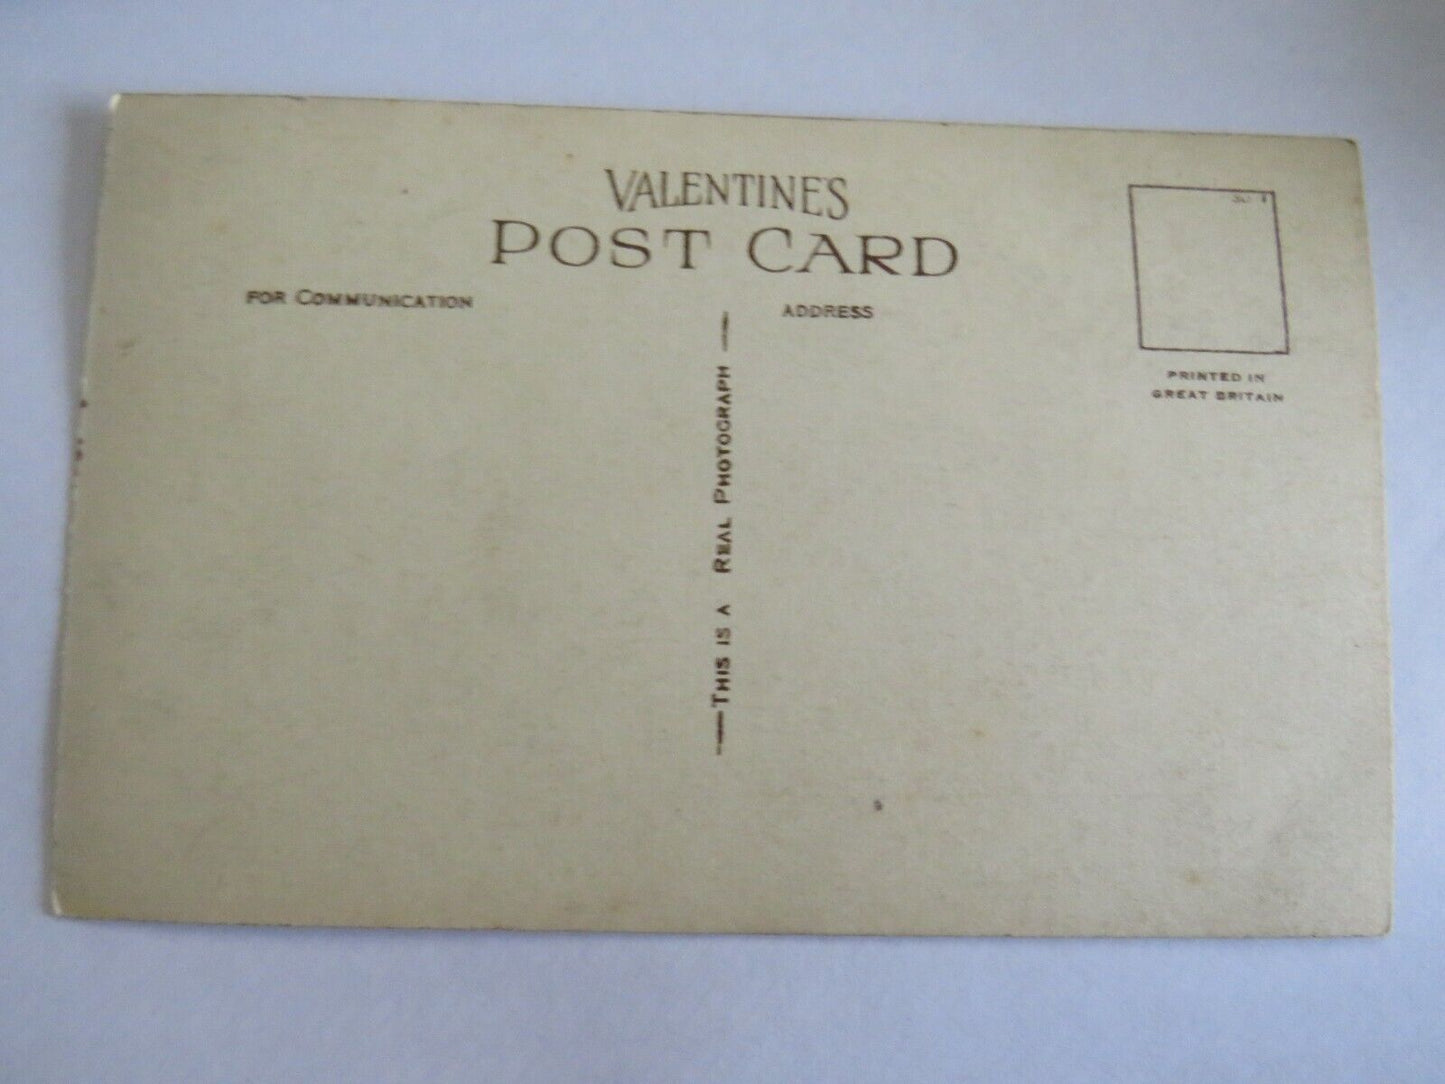 VALENTINE'S
POST CARD
FOR COMMUNICATION
ADDRESS
THIS IS A REAL PHOTOGRAPH
PRINTED IN
GREAT BRITAIN